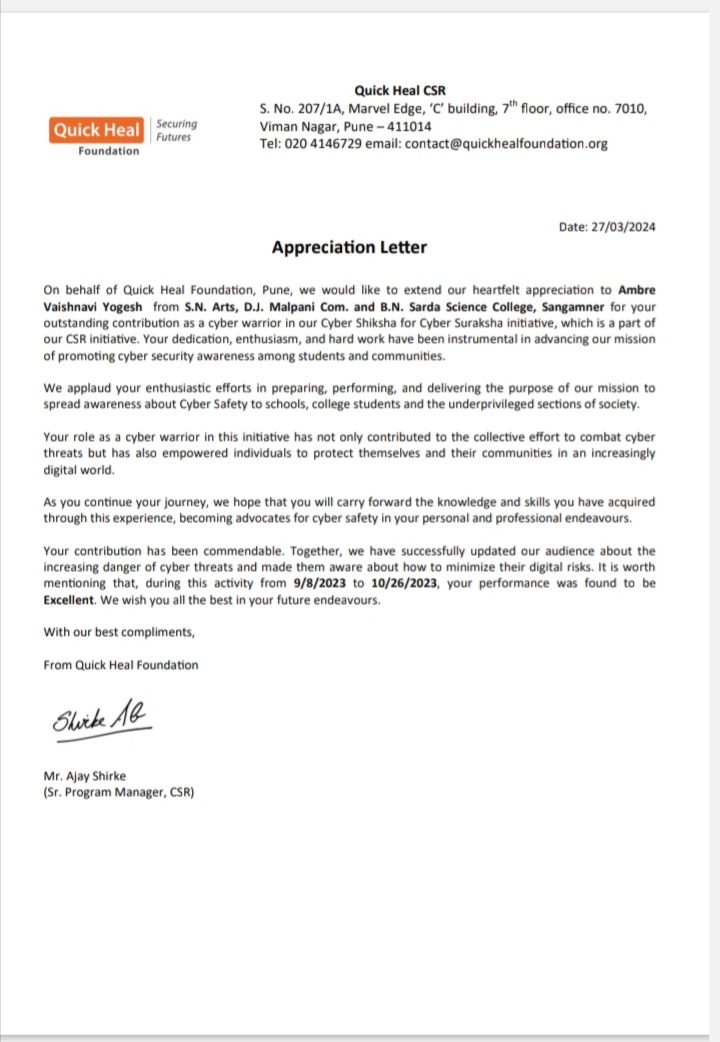 Quick Heal CSR
S. No. 207/1A, Marvel Edge, ‘C’ building, 7th floor, office no. 7010,
Viman Nagar, Pune – 411014
Tel: 020 4146729 email: contact@quickhealfoundation.org
Quick Heal
Foundation
Securing
Futures
Date: 27/03/2024
Appreciation Letter
On behalf of Quick Heal Foundation, Pune, we would like to extend our heartfelt appreciation to Ambre
Vaishnavi Yogesh from S.N. Arts, D.J. Malpani Com. and B.N. Sarda Science College, Sangamner for your
outstanding contribution as a cyber warrior in our Cyber Shiksha for Cyber Suraksha initiative, which is a part of
our CSR initiative. Your dedication, enthusiasm, and hard work have been instrumental in advancing our mission
of promoting cyber security awareness among students and communities.
We applaud your enthusiastic efforts in preparing, performing, and delivering the purpose of our mission to
spread awareness about Cyber Safety to schools, college students and the underprivileged sections of society.
Your role as a cyber warrior in this initiative has not only contributed to the collective effort to combat cyber
threats but has also empowered individuals to protect themselves and their communities in an increasingly
digital world.
As you continue your journey, we hope that you will carry forward the knowledge and skills you have acquired
through this experience, becoming advocates for cyber safety in your personal and professional endeavours.
Your contribution has been commendable. Together, we have successfully updated our audience about the
increasing danger of cyber threats and made them aware about how to minimize their digital risks. It is worth
mentioning that, during this activity from 9/8/2023 to 10/26/2023, your performance was found to be
Excellent. We wish you all the best in your future endeavours.
With our best compliments,
From Quick Heal Foundation
Shirke AB
Mr. Ajay Shirke
(Sr. Program Manager, CSR)